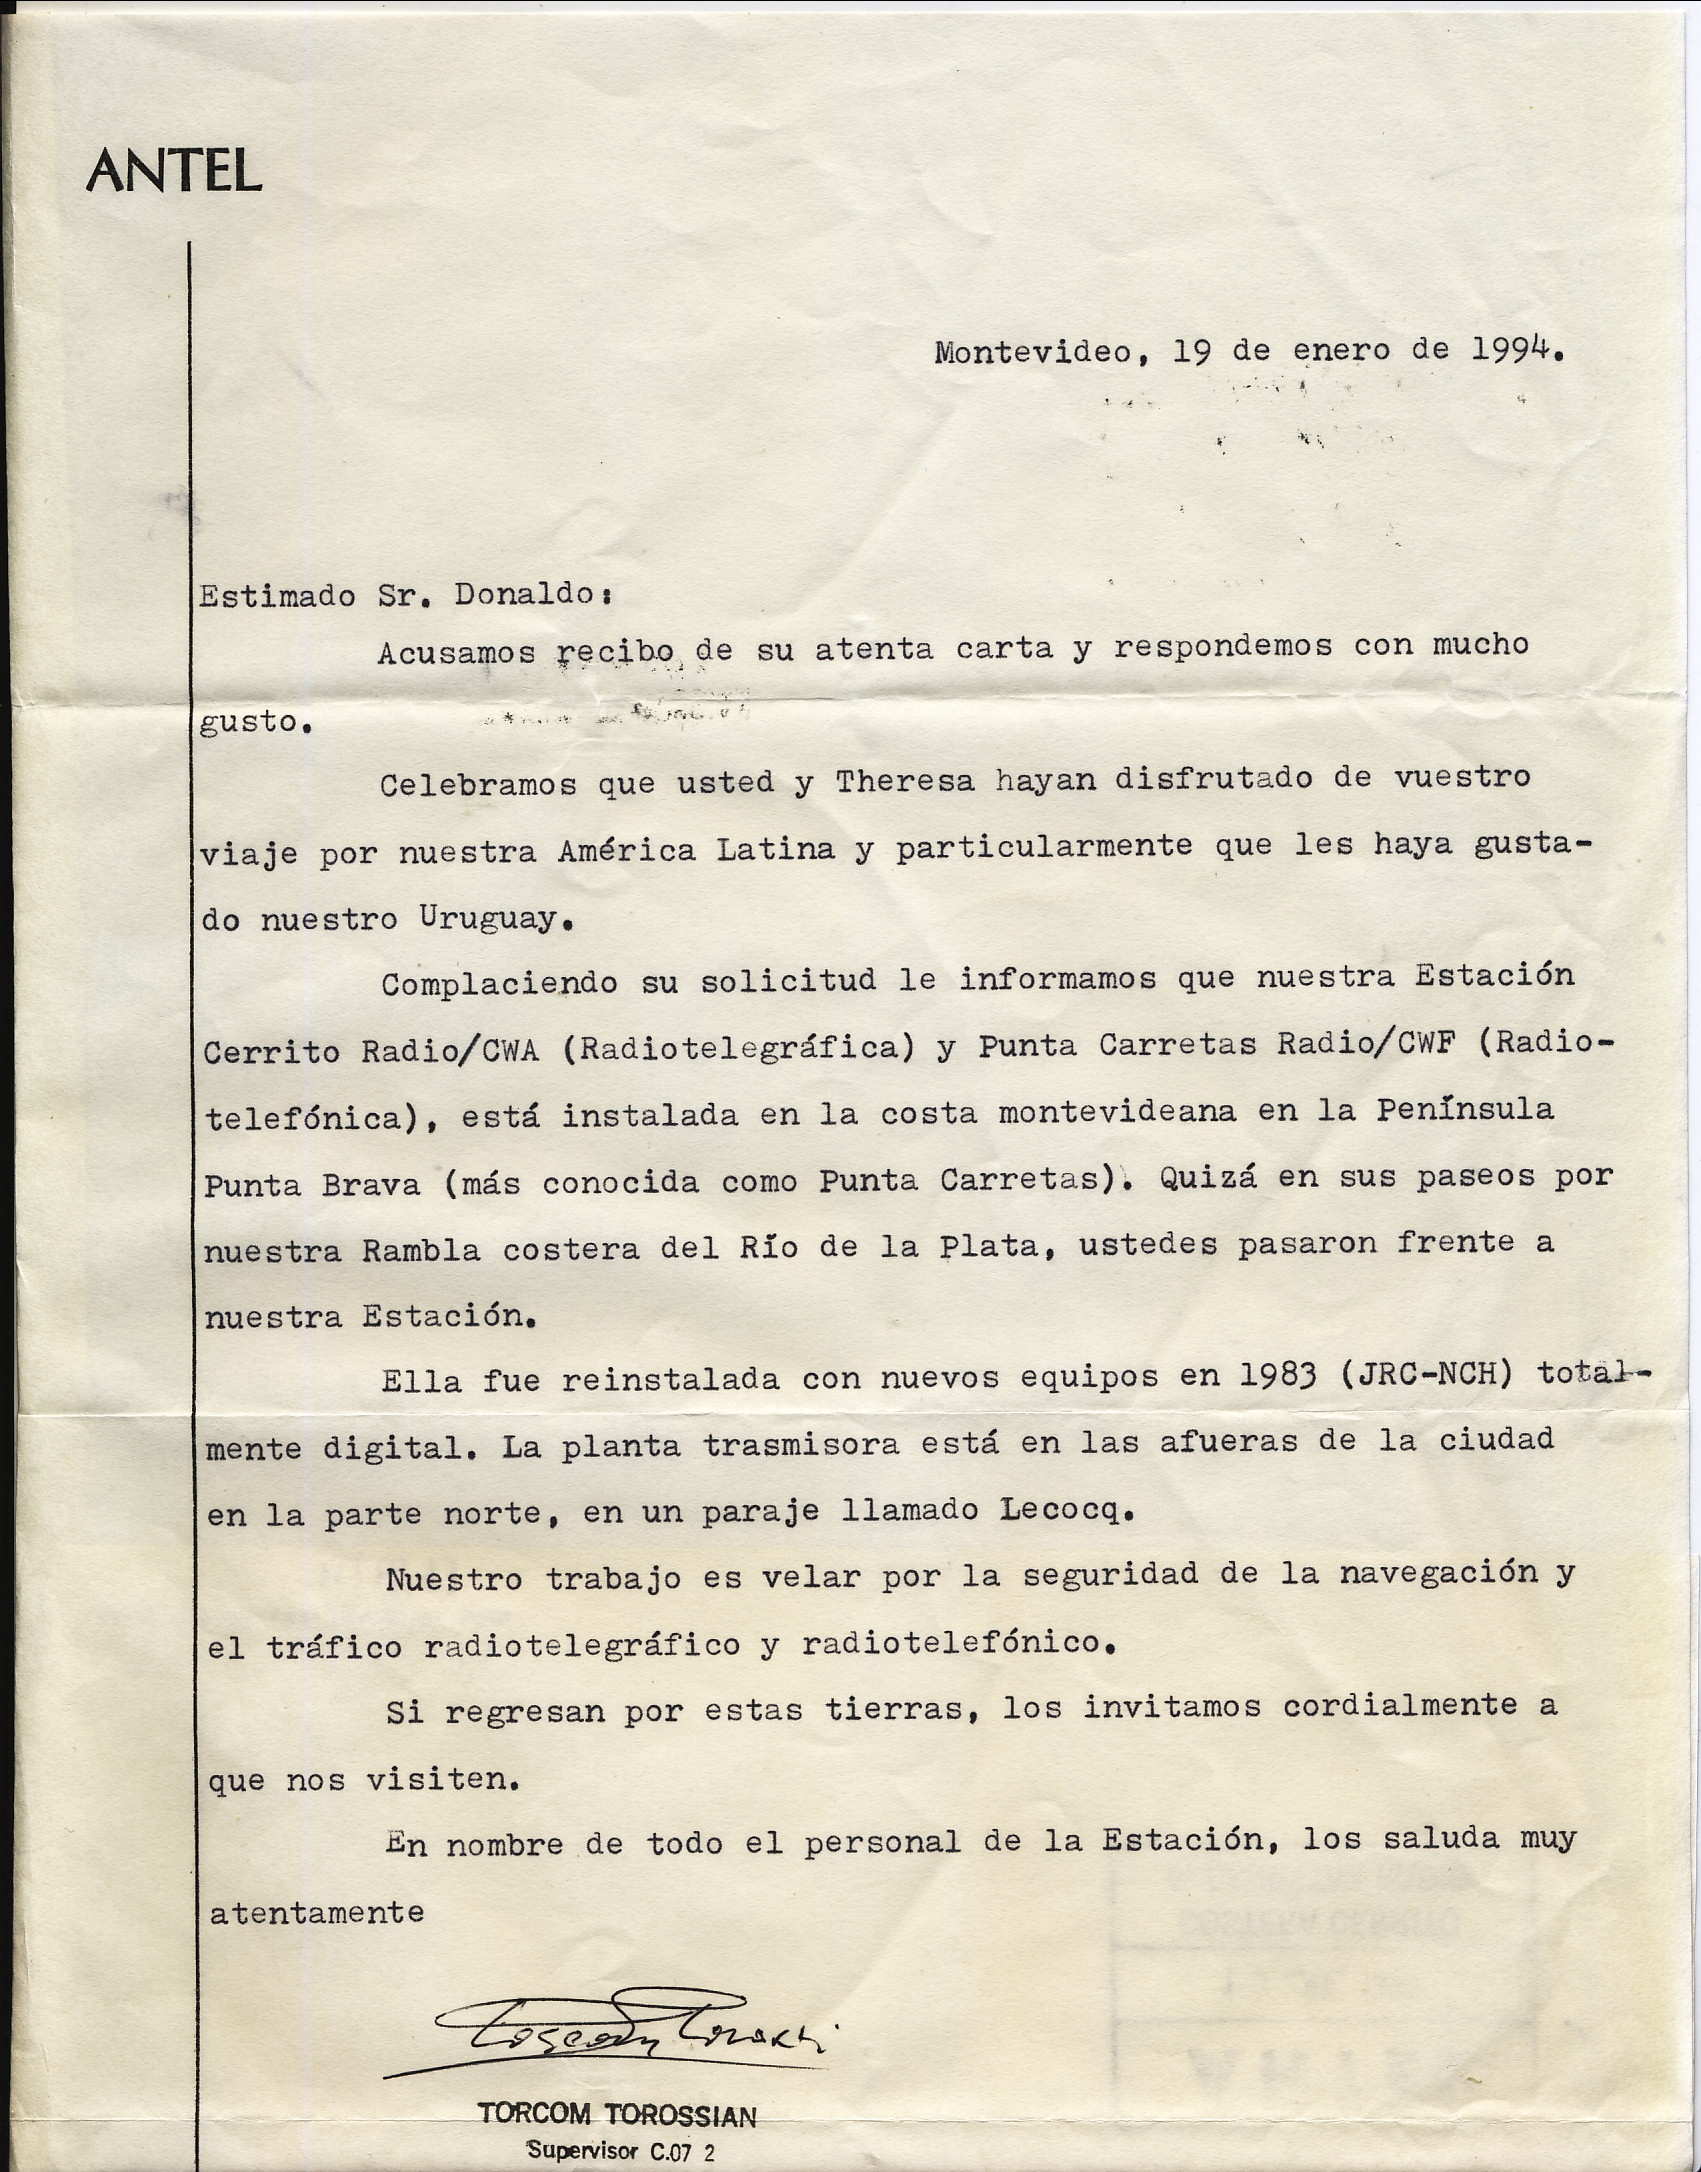 ANTEL
Montevideo, 19 de enero de 1994.
Estimado Sr. Donaldo:
Acusamos recibo de su atenta carta y respondemos con mucho
gusto.
Celebramos que usted y Theresa hayan disfrutado de vuestro
viaje por nuestra América Latina y particularmente que les haya gusta-
do nuestro Uruguay.
Complaciendo su solicitud le informamos que nuestra Estación
Cerrito Radio/CWA (Radiotelegráfica) y Punta Carretas Radio/CWF (Radio-
telefónica), está instalada en la costa montevideana en la Península
Punta Brava (más conocida como Punta Carretas). Quizá en sus paseos por
nuestra Rambla costera del Río de la Plata, ustedes pasaron frente a
nuestra Estación.
Ella fue reinstalada con nuevos equipos en 1983 (JRC-NCH) total-
mente digital. La planta trasmisora está en las afueras de la ciudad
en la parte norte, en un paraje llamado Lecocq.
Nuestro trabajo es velar por la seguridad de la navegación y
el tráfico radiotelegráfico y radiotelefónico.
Si regresan por estas tierras, los invitamos cordialmente a
que nos visiten.
En nombre de todo el personal de la Estación, los saluda muy
atentamente
TORCOM TOROSSIAN
Supervisor C.07 2